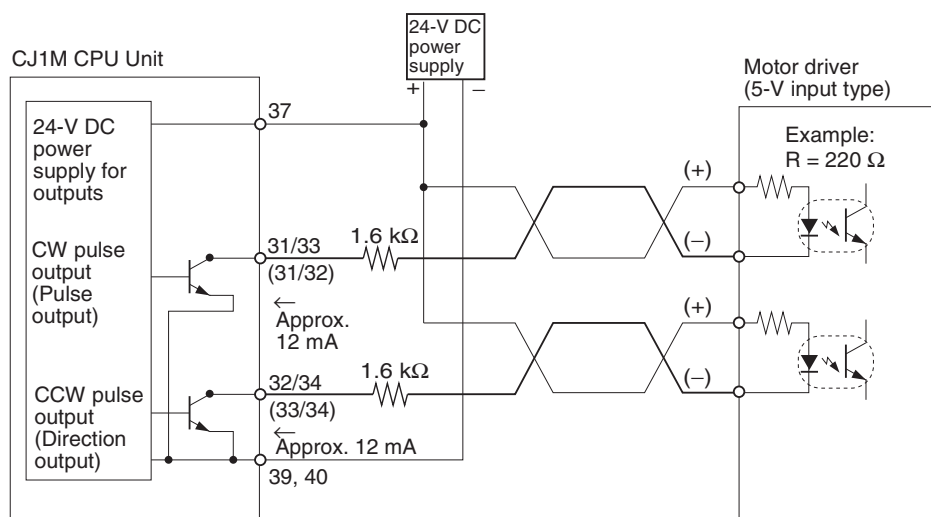 24-V DC
power
supply
+
–
CJ1M CPU Unit
Motor driver
(5-V input type)
37
24-V DC
power
supply for
outputs
Example:
R = 220 Ω
(+)
31/33
1.6 kΩ
(–)
(31/32)
CW pulse
output
(Pulse
output)
←
Approx.
12 mA
(+)
32/34
1.6 kΩ
(–)
(33/34)
CCW pulse
output
(Direction
output)
←
Approx. 12 mA
39, 40